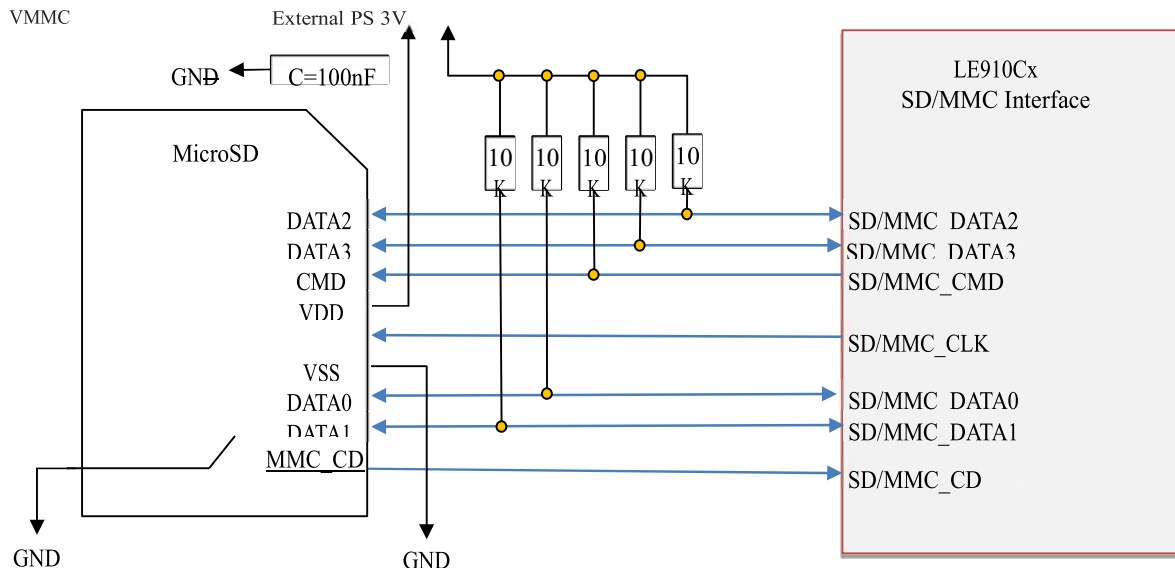 VMMC
External PS 3V
GND
C=100nF
MicroSD
10
K
10
K
10
K
10
K
10
K
LE910Cx
SD/MMC Interface
DATA2
DATA3
CMD
VDD
VSS
DATA0
DATA1
MMC_CD
SD/MMC_DATA2
SD/MMC_DATA3
SD/MMC_CMD
SD/MMC_CLK
SD/MMC_DATA0
SD/MMC_DATA1
SD/MMC_CD
GND
GND